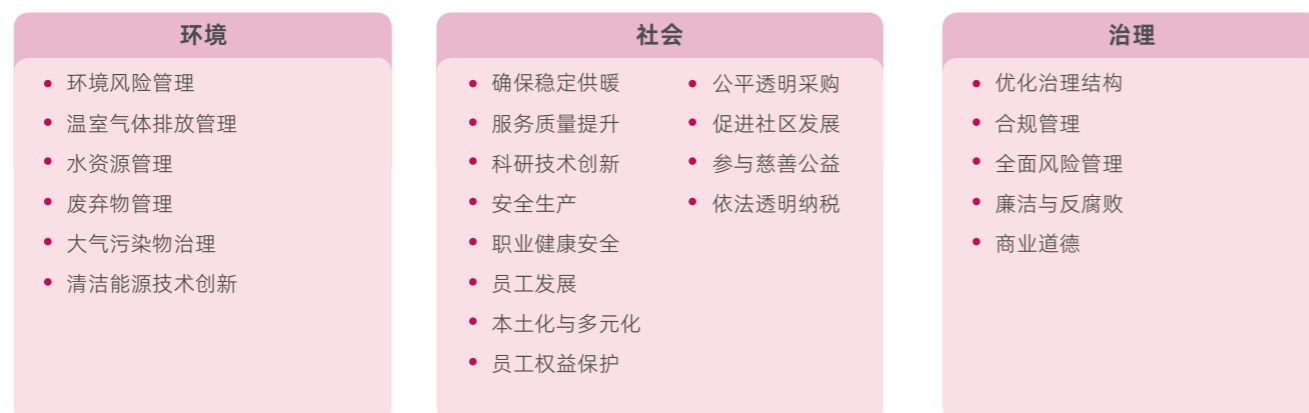 环境
环境风险管理
温室气体排放管理
水资源管理
废弃物管理
大气污染物治理
清洁能源技术创新
社会
确保稳定供暖
服务质量提升
科研技术创新
安全生产
职业健康安全
员工发展
本土化与多元化
员工权益保护
公平透明采购
促进社区发展
参与慈善公益
依法透明纳税
治理
优化治理结构
合规管理
全面风险管理
廉洁与反腐败
商业道德